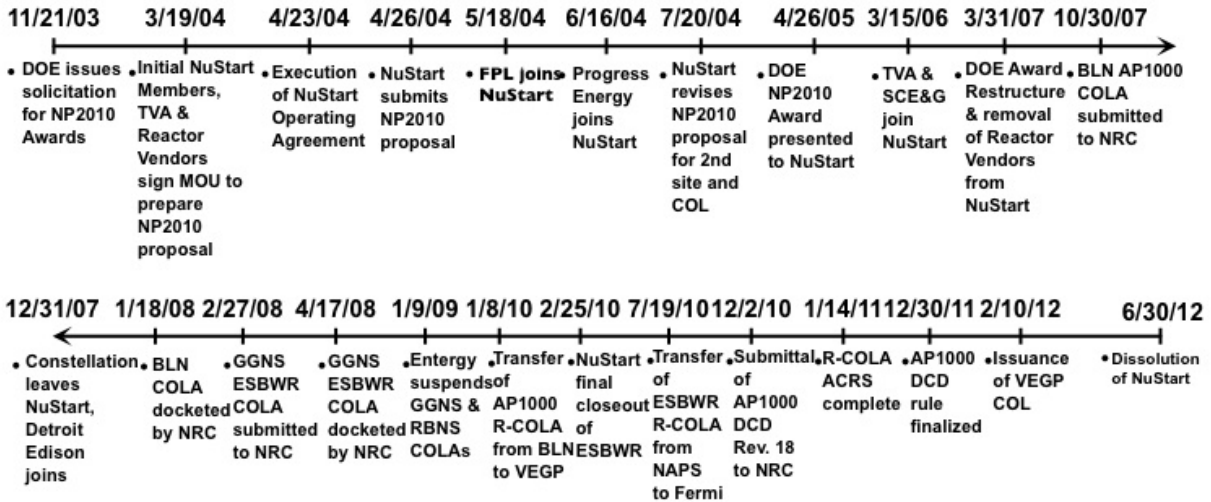 11/21/03 3/19/04 4/23/04 4/26/04 5/18/04 6/16/04 7/20/04 4/26/05 3/15/06 3/31/07 10/30/07
• DOE issues
solicitation
for NP2010
Awards
• Initial NuStart
Members,
TVA &
Reactor
Vendors
sign MOU to
prepare
NP2010
proposal
• Execution
of NuStart
Operating
Agreement
• NuStart
submits
NP2010
proposal
• FPL joins
NuStart
• Progress
Energy
joins
NuStart
• NuStart
revises
NP2010
proposal
for 2nd
site and
COL
• DOE
NP2010
Award
presented
to NuStart
• TVA &
SCE&G
join
NuStart
• DOE Award
Restructure
& removal
of Reactor
Vendors
from
NuStart
• BLN AP1000
COLA
submitted
to NRC
12/31/07 1/18/08 2/27/08 4/17/08 1/9/09 1/8/10 2/25/10 7/19/10 12/2/10 1/14/11 12/30/11 2/10/12 6/30/12
• Constellation
leaves
NuStart,
Detroit
Edison
joins
• BLN
COLA
docketed
by NRC
• GGNS
ESBWR
COLA
submitted
to NRC
• GGNS
ESBWR
COLA
docketed
by NRC
• Entergy
suspends
GGNS &
RBNS
COLAs
• Transfer
of
AP1000
R-COLA
from BLN
to VEGP
• NuStart
final
closeout
of
ESBWR
• Transfer
of
ESBWR
R-COLA
from
NAPS
to Fermi
• Submittal
of
AP1000
DCD
Rev. 18
to NRC
• R-COLA
ACRS
complete
• AP1000
DCD
rule
finalized
• Issuance
of VEGP
COL
• Dissolution
of NuStart